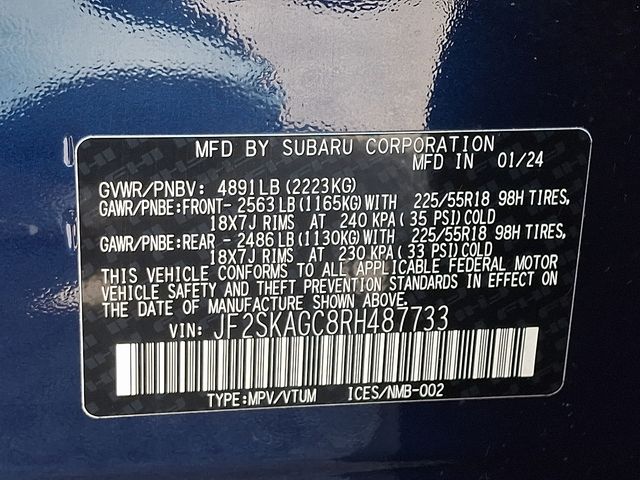 MFD BY SUBARU CORPORATION
MFD IN 01/24
GVWR/PNBV: 4891LB (2223KG)
GAWR/PNBE:FRONT- 2563 LB (1165KG) WITH 225/55R18 98H TIRES,
18X7J RIMS AT 240 KPA ( 35 PSI) COLD
GAWR/PNBE:REAR - 2486 LB (1130KG) WITH 225/55R18 98H TIRES,
18X7J RIMS AT 230 KPA ( 33 PSI) COLD
THIS VEHICLE CONFORMS TO ALL APPLICABLE FEDERAL MOTOR
VEHICLE SAFETY AND THEFT PREVENTION STANDARDS IN EFFECT ON
THE DATE OF MANUFACTURE SHOWN ABOVE.
VIN: JF2SKAGC8RH487733
TYPE:MPV/VTUM ICES/NMB-002